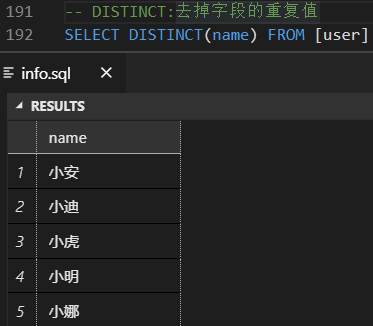 191 -- DISTINCT:去掉字段的重复值
192 SELECT DISTINCT(name) FROM [user]
info.sql ×
RESULTS
name
1 小安
2 小迪
3 小虎
4 小明
5 小娜